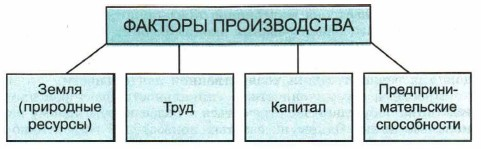 ФАКТОРЫ ПРОИЗВОДСТВА
Земля
(природные
ресурсы)
Труд
Капитал
Предприни-
мательские
способности